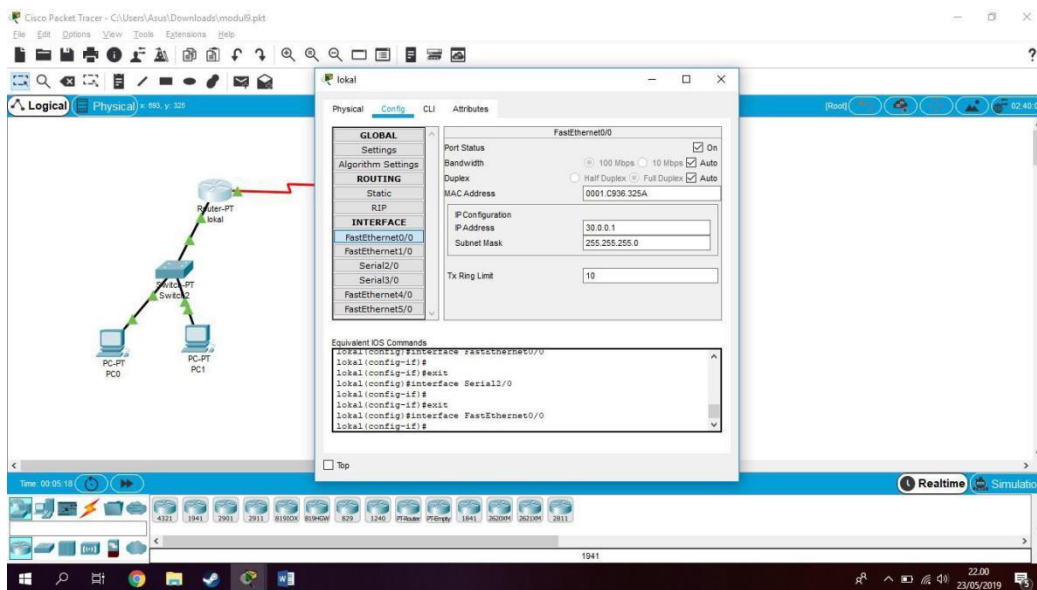 Cisco Packet Tracer - C:\Users\Asus\Downloads\modul9.pkt
File Edit Options View Tools Extensions Help
?
Logical Physical x: 893, y: 325
[Root] 02:40:0
Router-PT
lokal
Switch-PT
Switch2
PC-PT
PC0
PC-PT
PC1
lokal
Physical Config CLI Attributes
GLOBAL
Settings
Algorithm Settings
ROUTING
Static
RIP
INTERFACE
FastEthernet0/0
FastEthernet1/0
Serial2/0
Serial3/0
FastEthernet4/0
FastEthernet5/0
FastEthernet0/0
Port Status On
Bandwidth 100 Mbps 10 Mbps Auto
Duplex Half Duplex Full Duplex Auto
MAC Address 0001.C936.325A
IP Configuration
IP Address 30.0.0.1
Subnet Mask 255.255.255.0
Tx Ring Limit 10
Equivalent IOS Commands
lokal(config)#interface FastEthernet0/0
lokal(config-if)#
lokal(config-if)#exit
lokal(config)#interface Serial2/0
lokal(config-if)#
lokal(config-if)#exit
lokal(config)#interface FastEthernet0/0
lokal(config-if)#
Top
Time: 00:05:18 Realtime Simulatio
4321 1941 2901 2911 819IOX 819HGW 829 1240 PT-Router PT-Empty 1841 2620XM 2621XM 2811
1941
22.00
23/05/2019